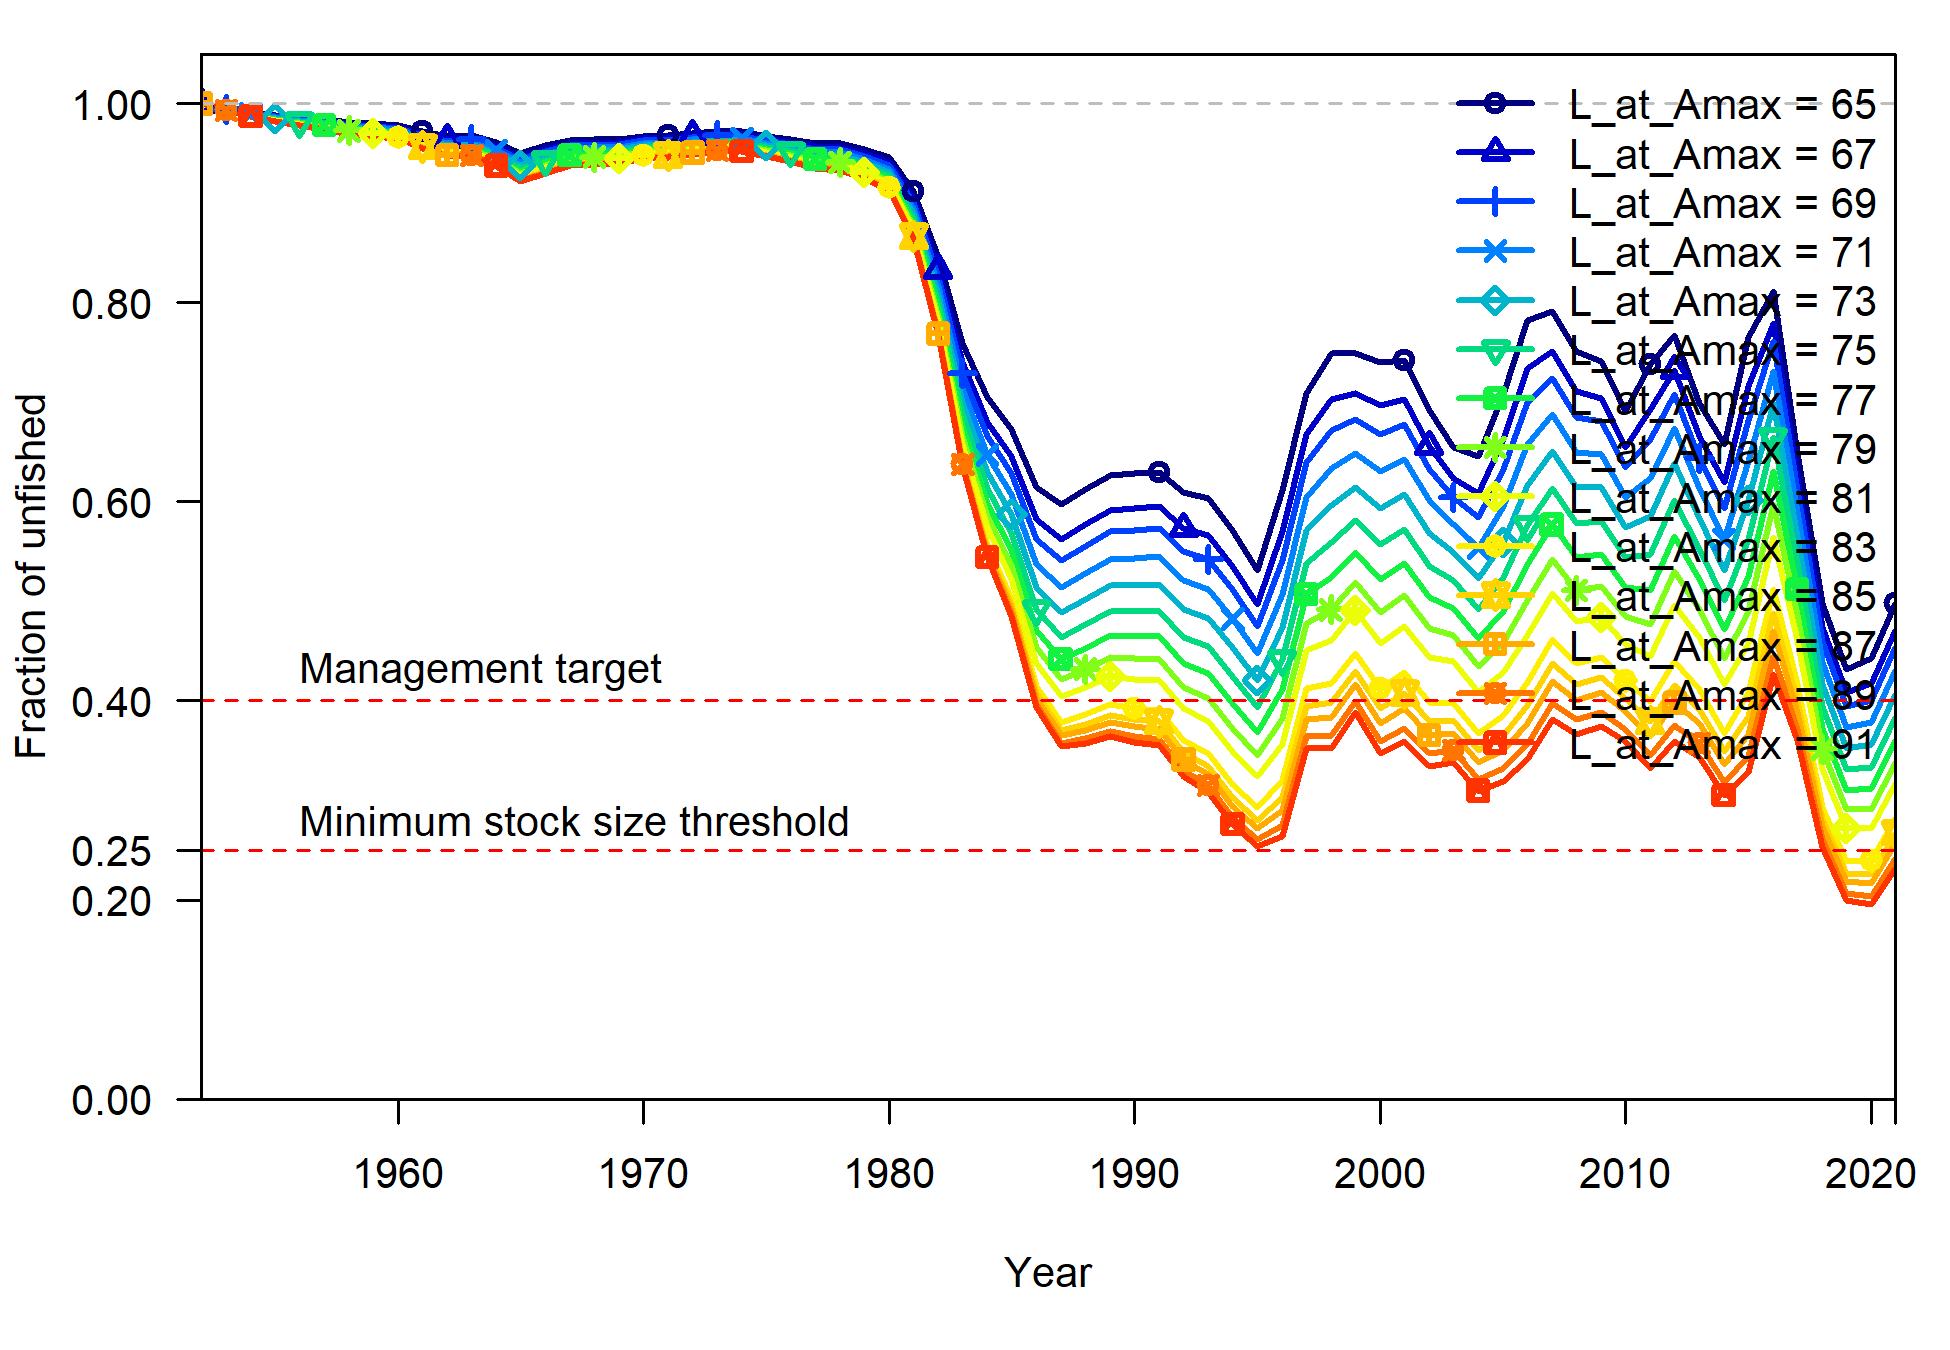 1.00
0.80
0.60
0.40
0.25
0.20
0.00
Fraction of unfished
L_at_Amax = 65
L_at_Amax = 67
L_at_Amax = 69
L_at_Amax = 71
L_at_Amax = 73
L_at_Amax = 75
L_at_Amax = 77
L_at_Amax = 79
L_at_Amax = 81
L_at_Amax = 83
L_at_Amax = 85
L_at_Amax = 87
L_at_Amax = 89
L_at_Amax = 91
Management target
Minimum stock size threshold
1960 1970 1980 1990 2000 2010 2020
Year